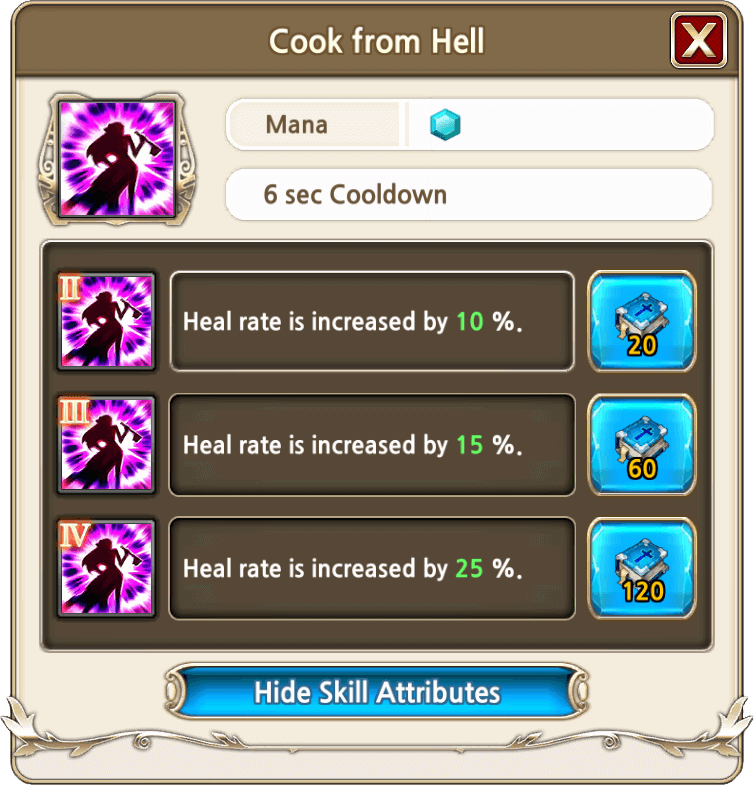 Cook from Hell
X
Mana
6 sec Cooldown
II
Heal rate is increased by 10 %.
20
III
Heal rate is increased by 15 %.
60
IV
Heal rate is increased by 25 %.
120
Hide Skill Attributes